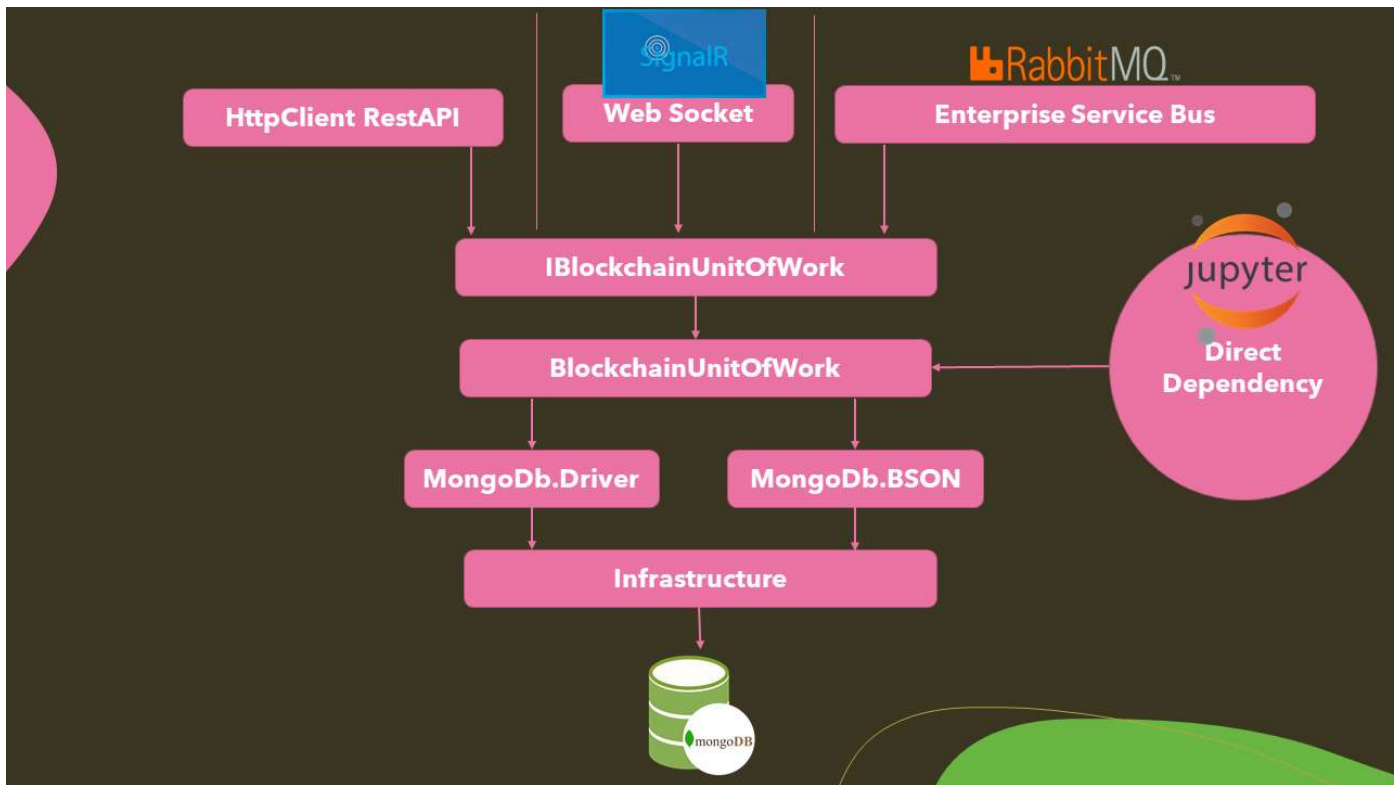 SignalR
RabbitMQ™
HttpClient RestAPI
Web Socket
Enterprise Service Bus
IBlockchainUnitOfWork
jupyter
BlockchainUnitOfWork
Direct
Dependency
MongoDb.Driver
MongoDb.BSON
Infrastructure
mongoDB